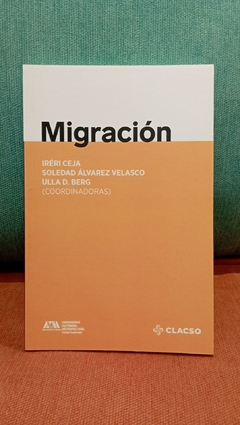 Migración
IRÉRI CEJA
SOLEDAD ÁLVAREZ VELASCO
ULLA D. BERG
(COORDINADORAS)
CLACSO